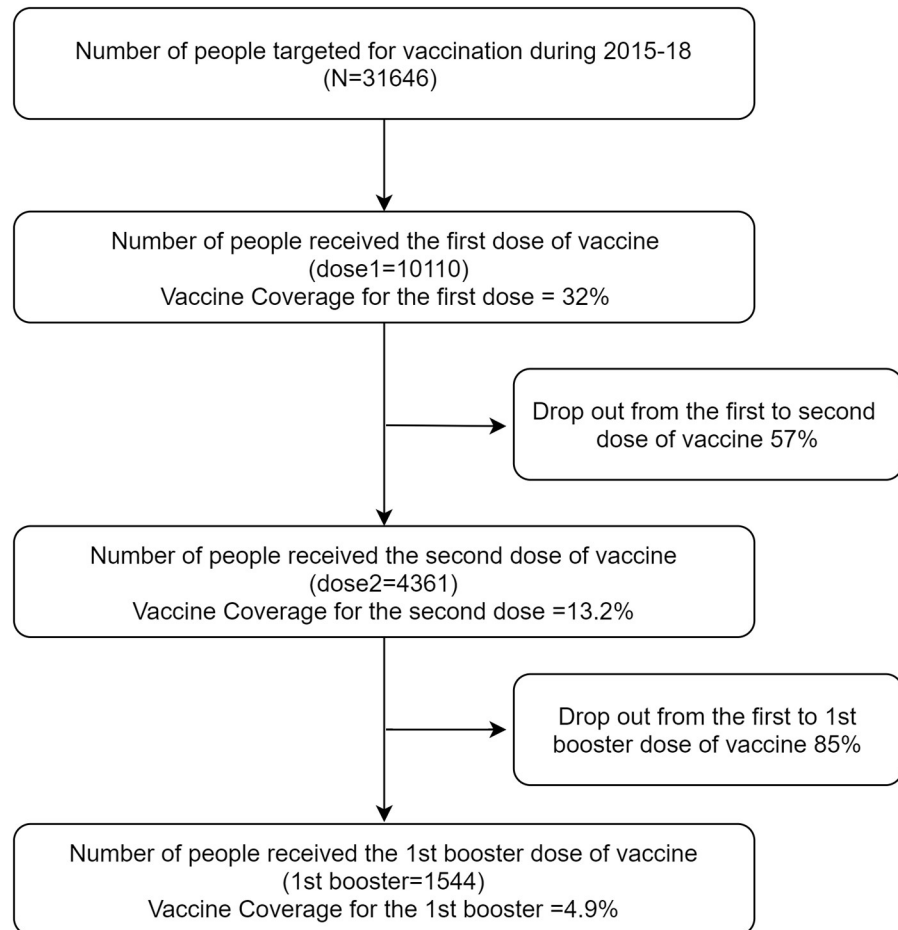 Number of people targeted for vaccination during 2015-18
(N=31646)
Number of people received the first dose of vaccine
(dose1=10110)
Vaccine Coverage for the first dose = 32%
Drop out from the first to second
dose of vaccine 57%
Number of people received the second dose of vaccine
(dose2=4361)
Vaccine Coverage for the second dose =13.2%
Drop out from the first to 1st
booster dose of vaccine 85%
Number of people received the 1st booster dose of vaccine
(1st booster=1544)
Vaccine Coverage for the 1st booster =4.9%